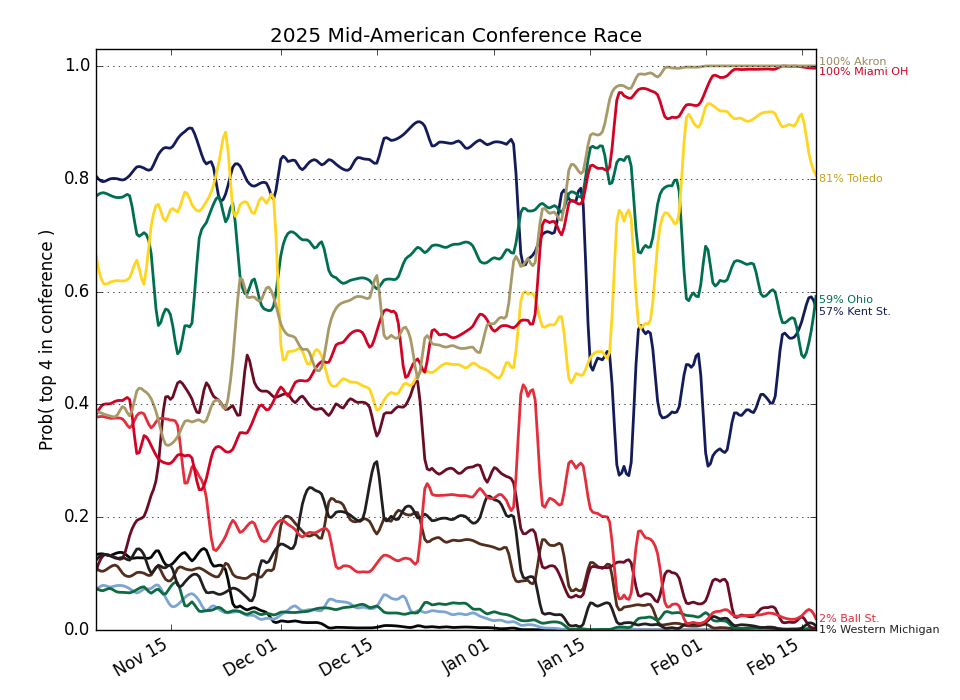 2025 Mid-American Conference Race
Prob( top 4 in conference )
1.0
0.8
0.6
0.4
0.2
0.0
Nov 15
Dec 01
Dec 15
Jan 01
Jan 15
Feb 01
Feb 15
100% Akron
100% Miami OH
81% Toledo
59% Ohio
57% Kent St.
2% Ball St.
1% Western Michigan